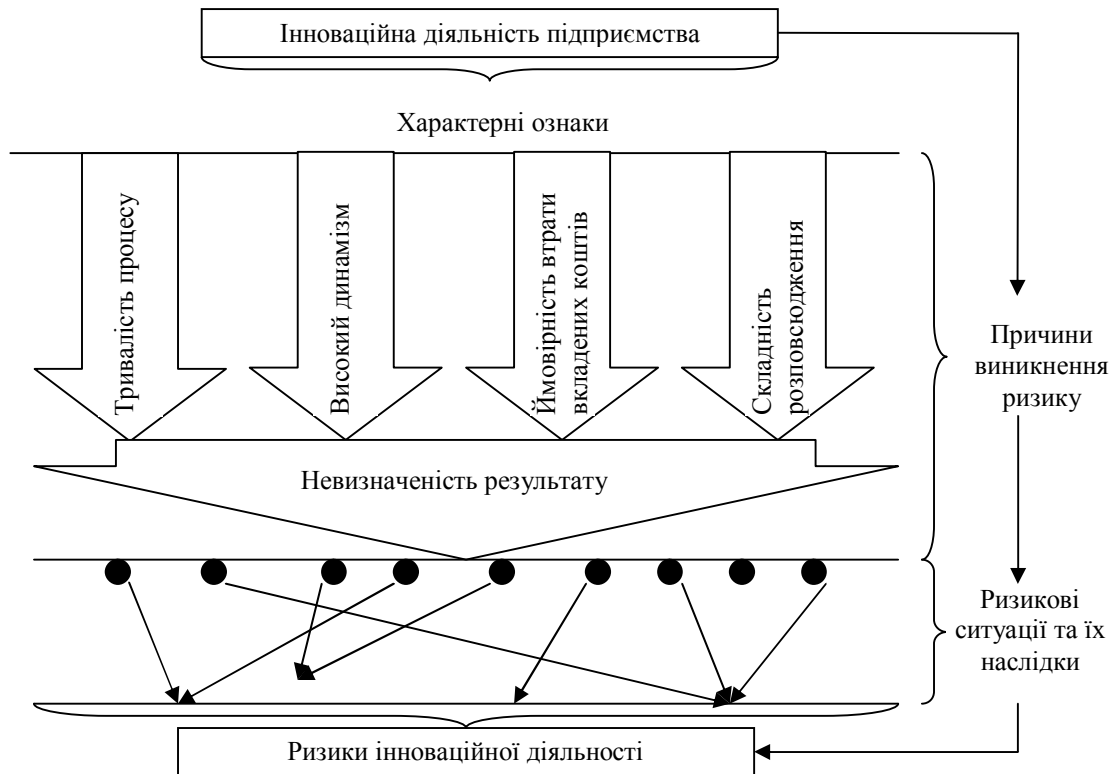 Інноваційна діяльність підприємства
Характерні ознаки
Тривалість процесу
Високий динамізм
Ймовірність втрати
вкладених коштів
Складність
розповсюдження
Причини
виникнення
ризику
Невизначеність результату
Ризикові
ситуації та їх
наслідки
Ризики інноваційної діяльності